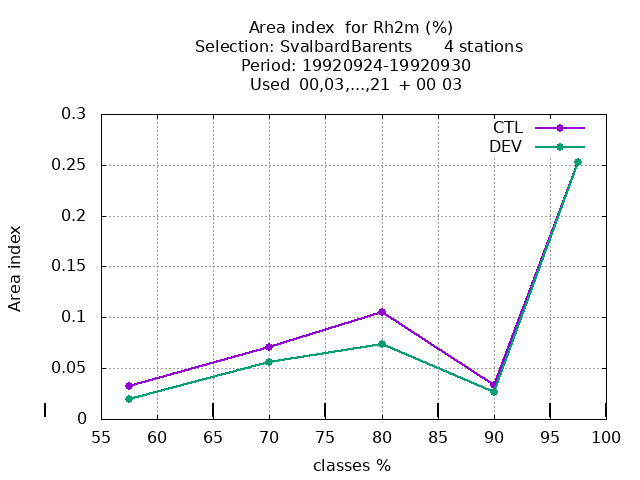 Area index  for Rh2m (%)
Selection: SvalbardBarents      4 stations
Period: 19920924-19920930
Used  00,03,...,21  + 00 03
CTL
DEV
0.3
0.25
0.2
0.15
0.1
0.05
0
Area index
55 60 65 70 75 80 85 90 95 100
classes %